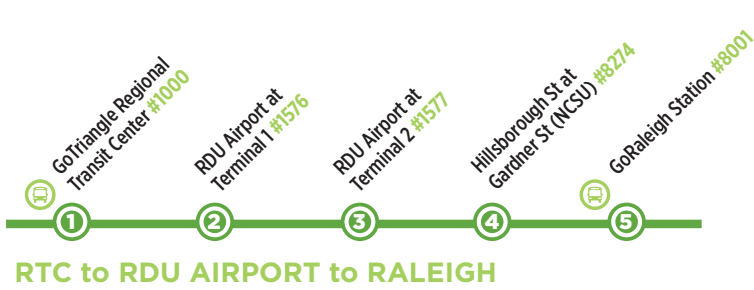 GoTriangle Regional
Transit Center #1000
RDU Airport at
Terminal 1 #1576
RDU Airport at
Terminal 2 #1577
Hillsborough St at
Gardner St (NCSU) #8274
GoRaleigh Station #8001
1
2
3
4
5
RTC to RDU AIRPORT to RALEIGH